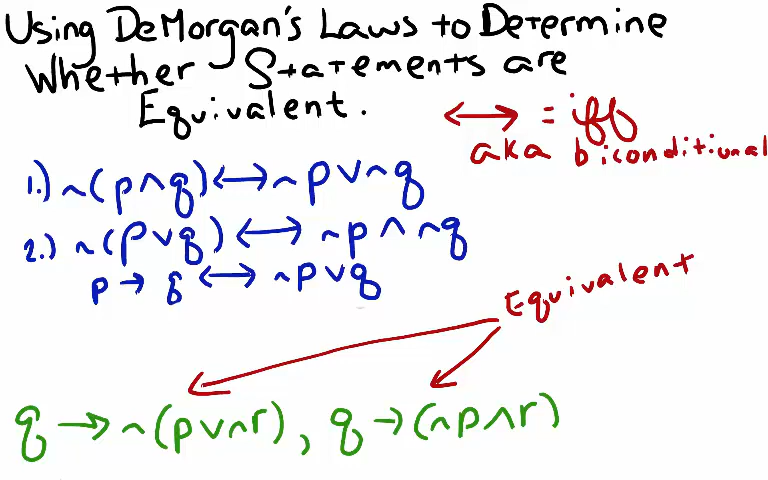 Using DeMorgan's Laws to Determine
Whether Statements are
Equivalent.
↔ = iff
aka biconditional
1.) ~(p∧q) ↔ ~p∨~q
2.) ~(p∨q) ↔ ~p∧~q
p → q ↔ ~p∨q
Equivalent
q → ~(p∨~r), q → (~p∧r)